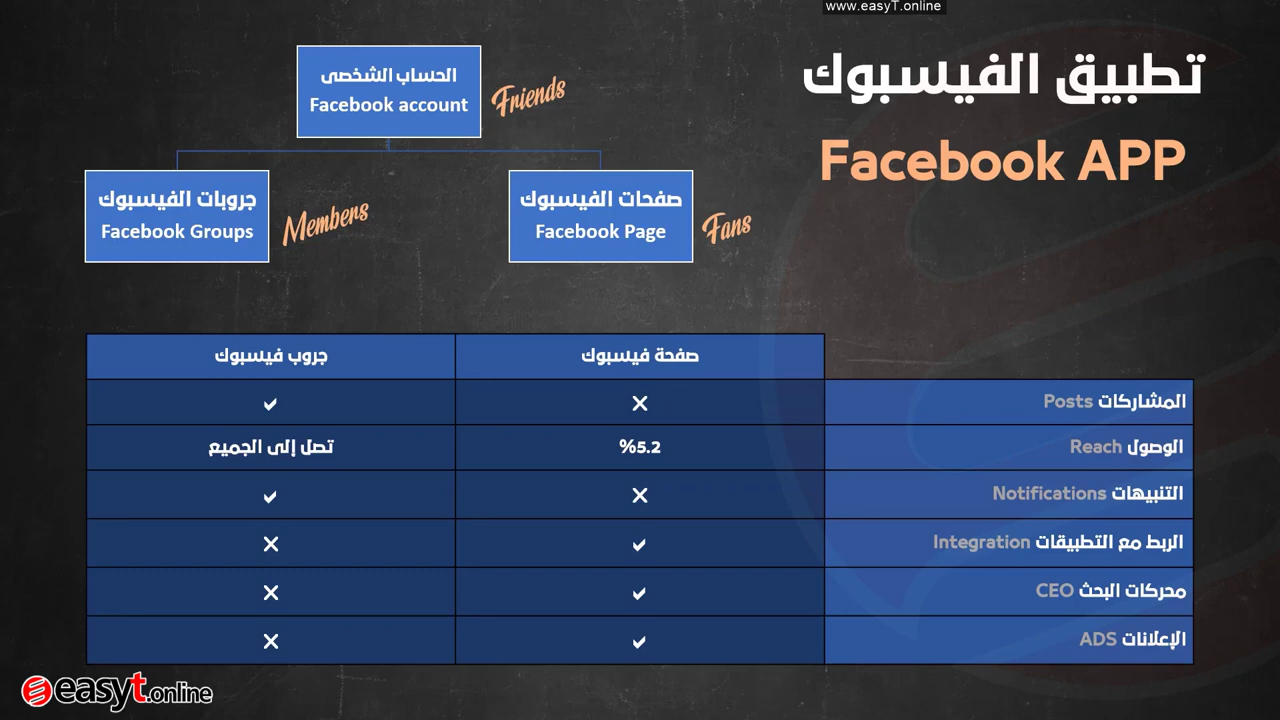 www.easyT.online
تطبيق الفيسبوك
Facebook APP
الحساب الشخصى
Facebook account
Friends
صفحات الفيسبوك
Facebook Page
Fans
جروبات الفيسبوك
Facebook Groups
Members
صفحة فيسبوك
جروب فيسبوك
المشاركات Posts
الوصول Reach
%5.2
تصل إلى الجميع
التنبيهات Notifications
الربط مع التطبيقات Integration
محركات البحث CEO
الإعلانات ADS
easyt.online